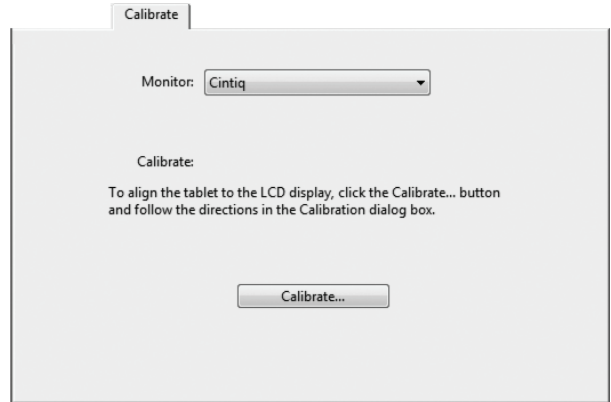 Calibrate
Monitor: Cintiq
Calibrate:
To align the tablet to the LCD display, click the Calibrate... button
and follow the directions in the Calibration dialog box.
Calibrate...